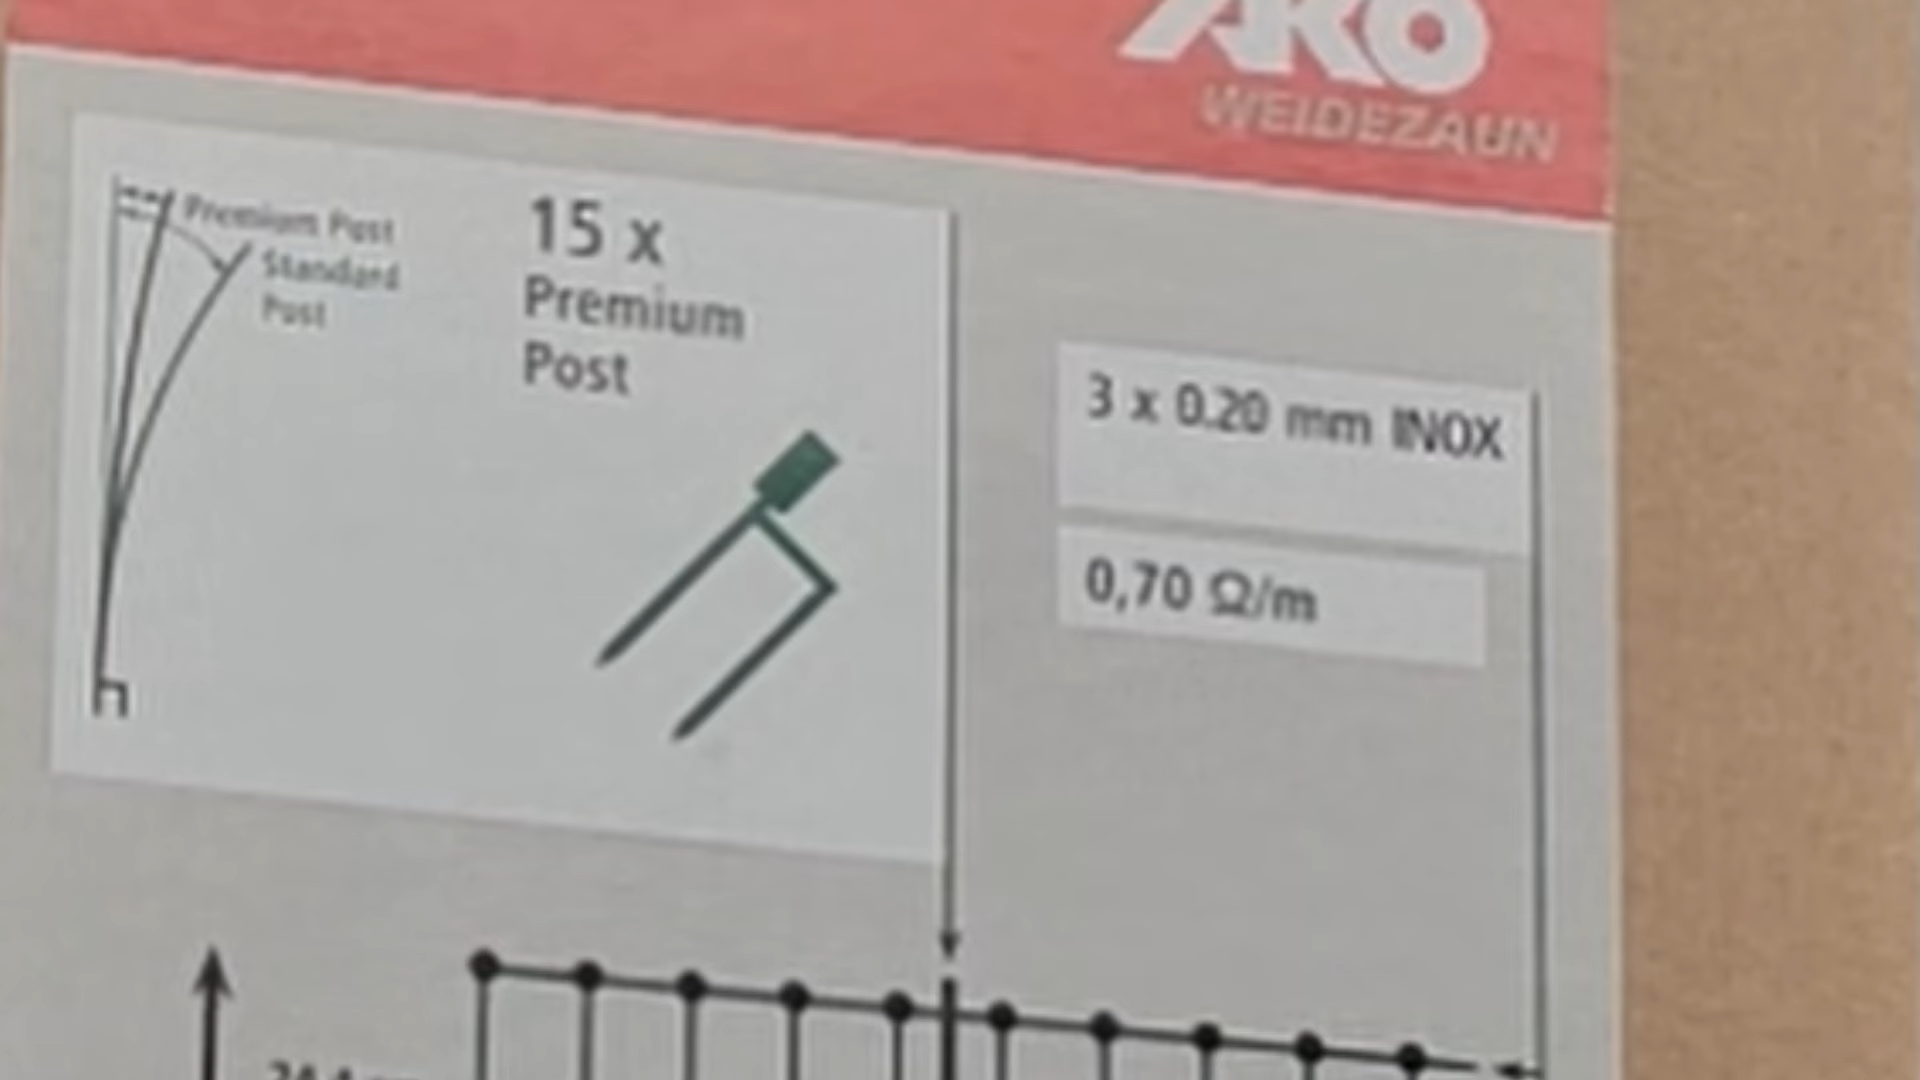 AKO
WEIDEZAUN
Premium Post
Standard
Post
15 x
Premium
Post
3 x 0.20 mm INOX
0,70 Ω/m